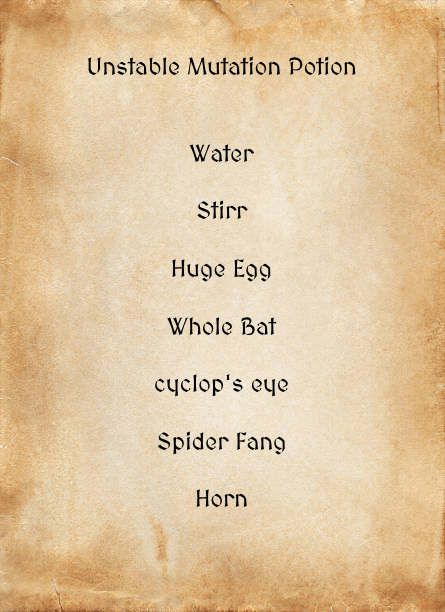 Unstable Mutation Potion
Water
Stirr
Huge Egg
Whole Bat
cyclop's eye
Spider Fang
Horn